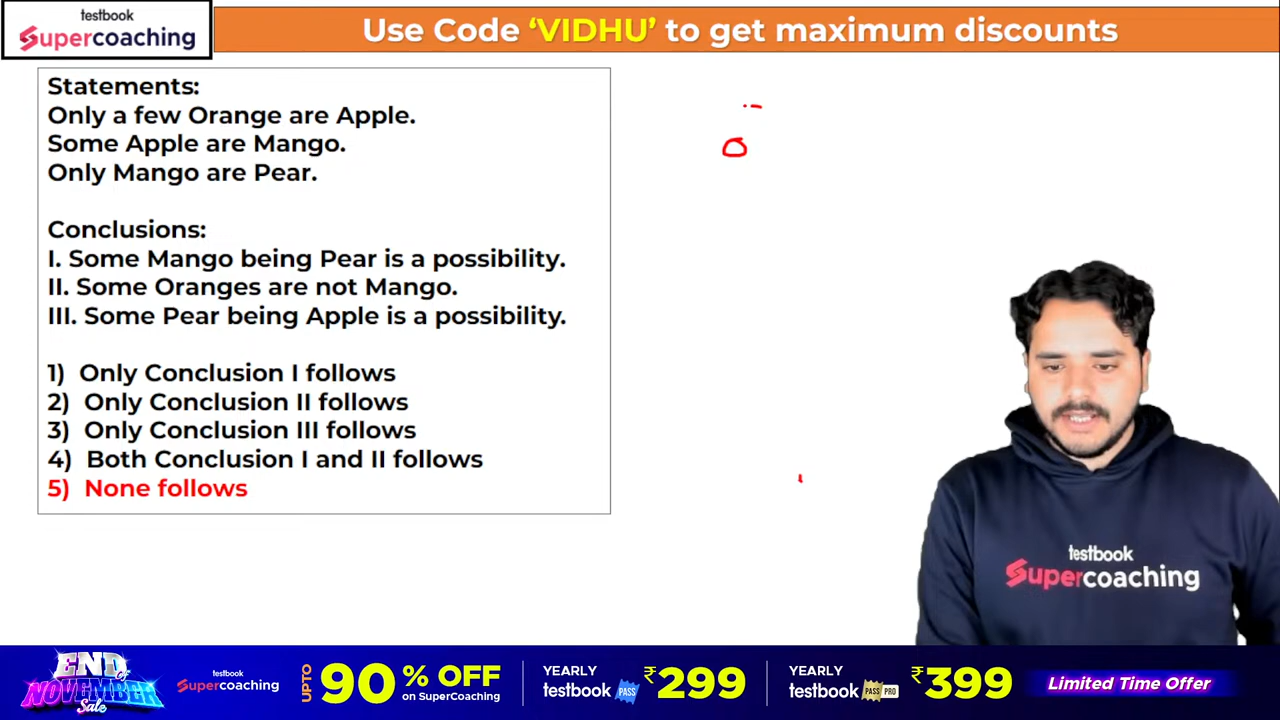 testbook
Supercoaching
Use Code ‘VIDHU’ to get maximum discounts
Statements:
Only a few Orange are Apple.
Some Apple are Mango.
Only Mango are Pear.
Conclusions:
I. Some Mango being Pear is a possibility.
II. Some Oranges are not Mango.
III. Some Pear being Apple is a possibility.
1) Only Conclusion I follows
2) Only Conclusion II follows
3) Only Conclusion III follows
4) Both Conclusion I and II follows
5) None follows
testbook
Supercoaching
END OF
NOVEMBER
Sale
testbook
Supercoaching
UPTO
90% OFF
on SuperCoaching
YEARLY
testbook PASS
₹299
YEARLY
testbook PASS PRO
₹399
Limited Time Offer